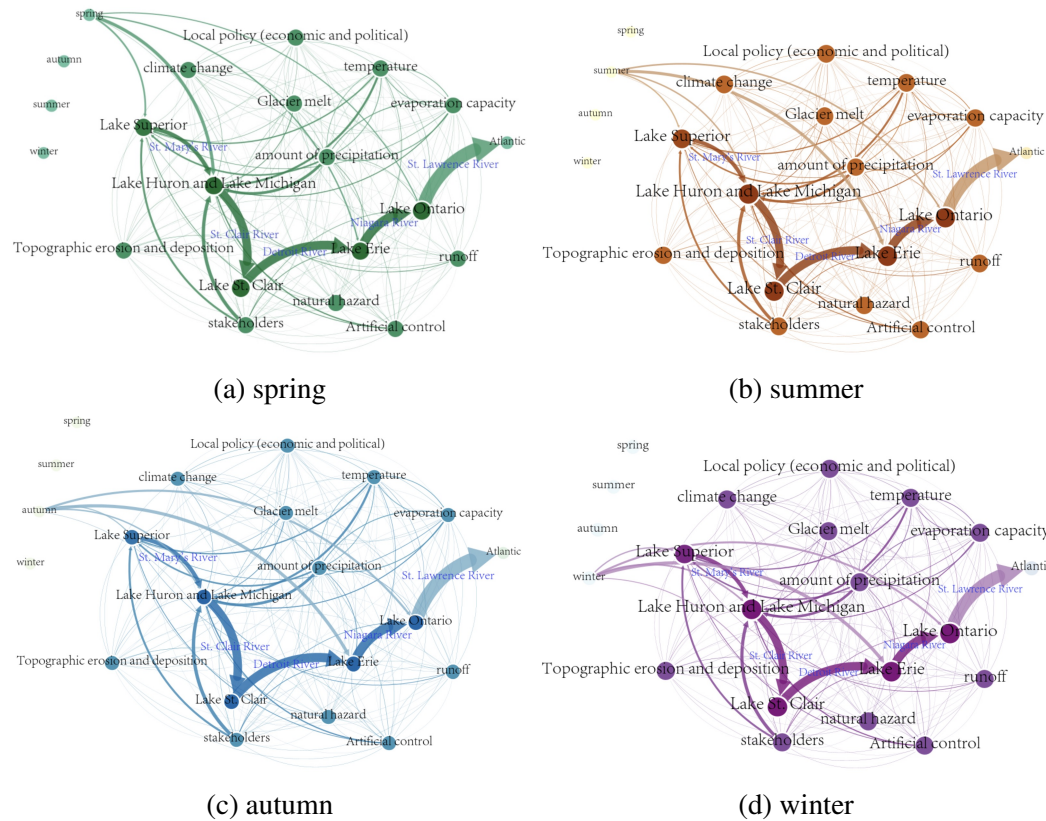 spring
Local policy (economic and political)
autumn
climate change
temperature
summer
Glacier melt
evaporation capacity
Lake Superior
winter
St. Mary's River
amount of precipitation
Atlantic
St. Lawrence River
Lake Huron and Lake Michigan
Lake Ontario
Niagara River
St. Clair River
Topographic erosion and deposition
Detroit River
Lake Erie
runoff
Lake St. Clair
natural hazard
stakeholders
Artificial control
(a) spring
spring
Local policy (economic and political)
summer
climate change
temperature
autumn
Glacier melt
evaporation capacity
Lake Superior
St. Mary's River
winter
amount of precipitation
Atlantic
St. Lawrence River
Lake Huron and Lake Michigan
Lake Ontario
Niagara River
St. Clair River
Topographic erosion and deposition
Detroit River
Lake Erie
runoff
Lake St. Clair
natural hazard
stakeholders
Artificial control
(b) summer
spring
Local policy (economic and political)
summer
climate change
temperature
autumn
Glacier melt
evaporation capacity
Lake Superior
St. Mary's River
winter
amount of precipitation
Atlantic
St. Lawrence River
Lake Huron and Lake Michigan
Lake Ontario
Niagara River
St. Clair River
Topographic erosion and deposition
Detroit River
Lake Erie
runoff
Lake St. Clair
natural hazard
stakeholders
Artificial control
(c) autumn
spring
Local policy (economic and political)
summer
climate change
temperature
autumn
Glacier melt
evaporation capacity
Lake Superior
St. Mary's River
winter
amount of precipitation
Atlantic
St. Lawrence River
Lake Huron and Lake Michigan
Lake Ontario
Niagara River
St. Clair River
Topographic erosion and deposition
Detroit River
Lake Erie
runoff
Lake St. Clair
natural hazard
stakeholders
Artificial control
(d) winter